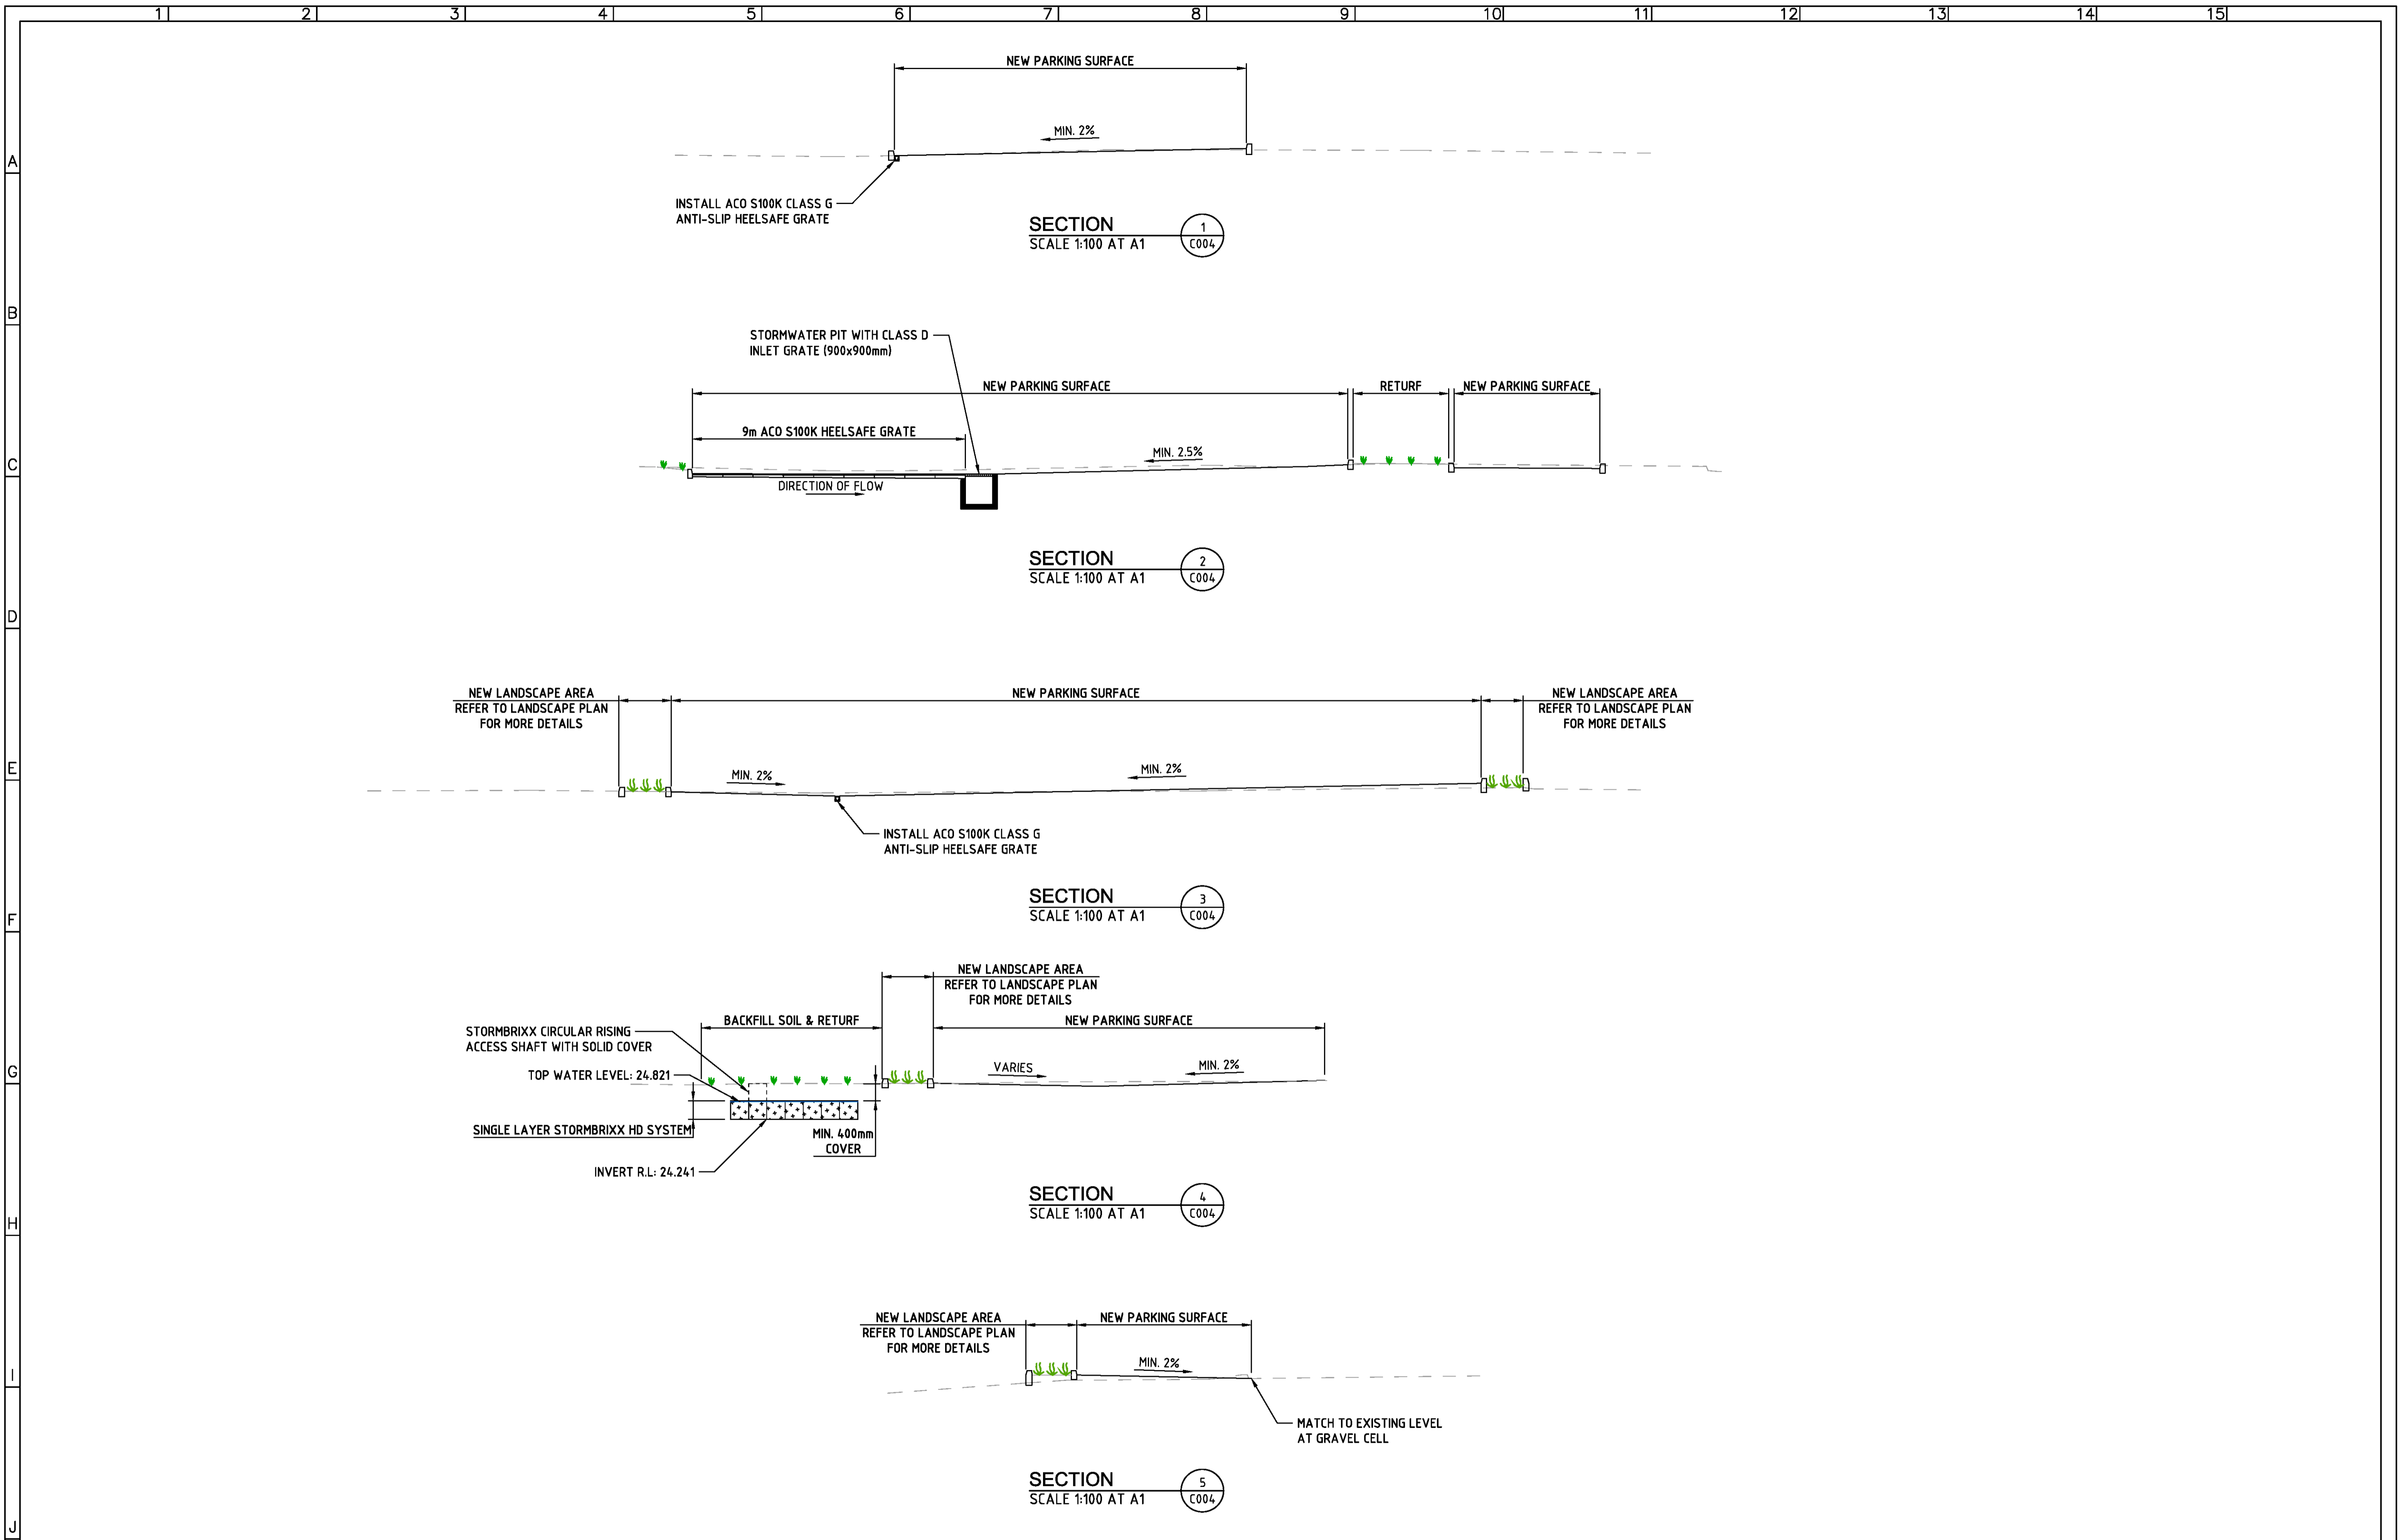 1 2 3 4 5 6 7 8 9 10 11 12 13 14 15
A
B
C
D
E
F
G
H
I
J
NEW PARKING SURFACE
MIN. 2%
INSTALL ACO S100K CLASS G
ANTI-SLIP HEELSAFE GRATE
SECTION
SCALE 1:100 AT A1
1
C004
STORMWATER PIT WITH CLASS D
INLET GRATE (900x900mm)
NEW PARKING SURFACE
RETURF
NEW PARKING SURFACE
9m ACO S100K HEELSAFE GRATE
MIN. 2.5%
DIRECTION OF FLOW
SECTION
SCALE 1:100 AT A1
2
C004
NEW LANDSCAPE AREA
REFER TO LANDSCAPE PLAN
FOR MORE DETAILS
NEW PARKING SURFACE
NEW LANDSCAPE AREA
REFER TO LANDSCAPE PLAN
FOR MORE DETAILS
MIN. 2%
MIN. 2%
INSTALL ACO S100K CLASS G
ANTI-SLIP HEELSAFE GRATE
SECTION
SCALE 1:100 AT A1
3
C004
NEW LANDSCAPE AREA
REFER TO LANDSCAPE PLAN
FOR MORE DETAILS
BACKFILL SOIL & RETURF
NEW PARKING SURFACE
STORMBRIXX CIRCULAR RISING
ACCESS SHAFT WITH SOLID COVER
TOP WATER LEVEL: 24.821
VARIES
MIN. 2%
SINGLE LAYER STORMBRIXX HD SYSTEM
MIN. 400mm
COVER
INVERT R.L: 24.241
SECTION
SCALE 1:100 AT A1
4
C004
NEW LANDSCAPE AREA
REFER TO LANDSCAPE PLAN
FOR MORE DETAILS
NEW PARKING SURFACE
MIN. 2%
MATCH TO EXISTING LEVEL
AT GRAVEL CELL
SECTION
SCALE 1:100 AT A1
5
C004